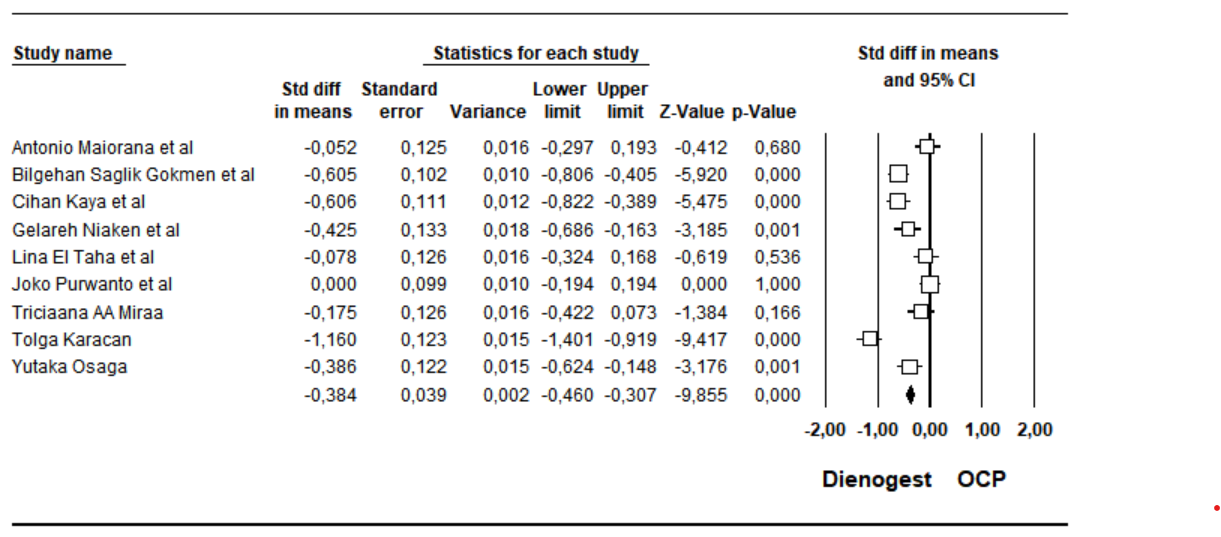 Study name Statistics for each study Std diff in means and 95% CI
Std diff in means Standard error Variance Lower limit Upper limit Z-Value p-Value
Antonio Maiorana et al -0,052 0,125 0,016 -0,297 0,193 -0,412 0,680
Bilgehan Saglik Gokmen et al -0,605 0,102 0,010 -0,806 -0,405 -5,920 0,000
Cihan Kaya et al -0,606 0,111 0,012 -0,822 -0,389 -5,475 0,000
Gelareh Niaken et al -0,425 0,133 0,018 -0,686 -0,163 -3,185 0,001
Lina El Taha et al -0,078 0,126 0,016 -0,324 0,168 -0,619 0,536
Joko Purwanto et al 0,000 0,099 0,010 -0,194 0,194 0,000 1,000
Triciaana AA Miraa -0,175 0,126 0,016 -0,422 0,073 -1,384 0,166
Tolga Karacan -1,160 0,123 0,015 -1,401 -0,919 -9,417 0,000
Yutaka Osaga -0,386 0,122 0,015 -0,624 -0,148 -3,176 0,001
-0,384 0,039 0,002 -0,460 -0,307 -9,855 0,000
-2,00 -1,00 0,00 1,00 2,00
Dienogest OCP